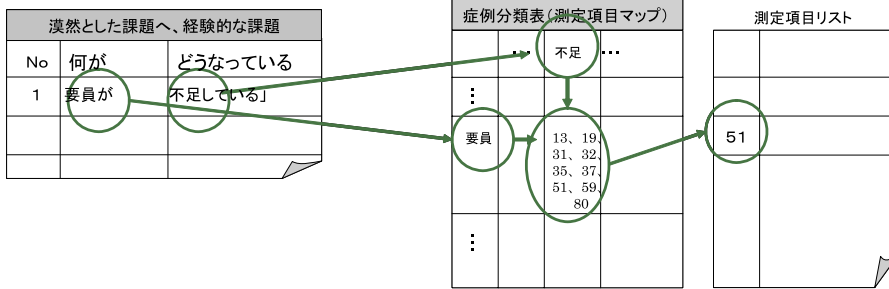 漠然とした課題へ、経験的な課題
No 何が どうなっている
1 要員が 不足している」
症例分類表(測定項目マップ)
… 不足 …
⋮
要員
13、19、
31、32、
35、37、
51、59、
80
⋮
測定項目リスト
51